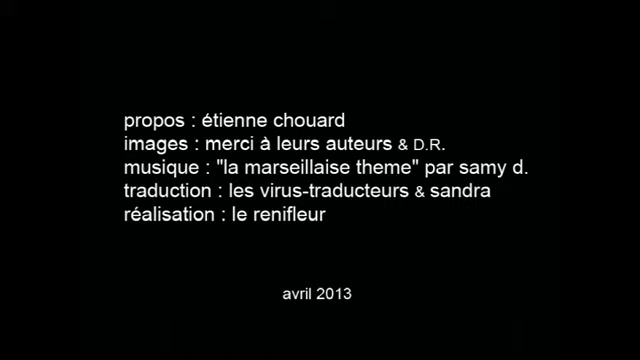 propos : étienne chouard
images : merci à leurs auteurs & D.R.
musique : "la marseillaise theme" par samy d.
traduction : les virus-traducteurs & sandra
réalisation : le renifleur
avril 2013